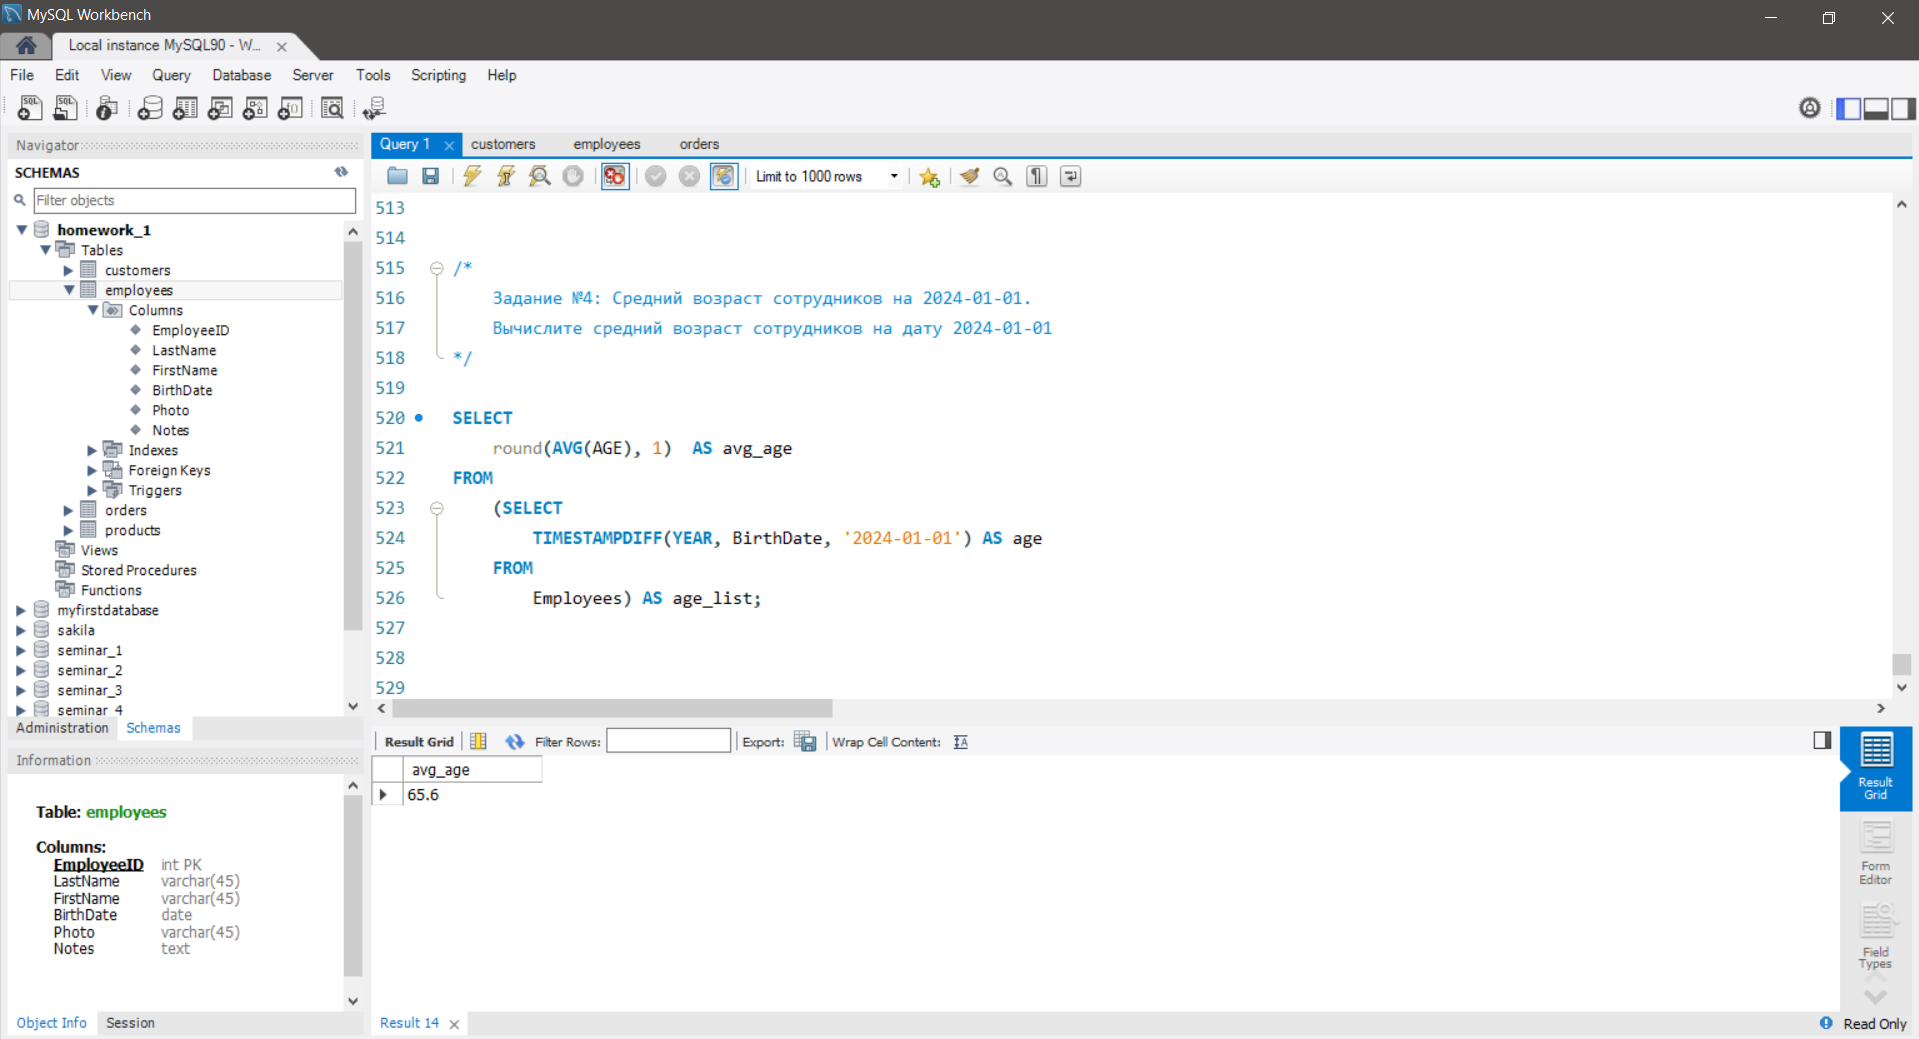 MySQL Workbench
Local instance MySQL90 - W...
File Edit View Query Database Server Tools Scripting Help
Navigator
SCHEMAS
Filter objects
homework_1
Tables
customers
employees
Columns
EmployeeID
LastName
FirstName
BirthDate
Photo
Notes
Indexes
Foreign Keys
Triggers
orders
products
Views
Stored Procedures
Functions
myfirstdatabase
sakila
seminar_1
seminar_2
seminar_3
seminar_4
Administration Schemas
Information
Table: employees
Columns:
EmployeeID int PK
LastName varchar(45)
FirstName varchar(45)
BirthDate date
Photo varchar(45)
Notes text
Object Info Session
Query 1 customers employees orders
Limit to 1000 rows
513
514
515 /*
516 Задание №4: Средний возраст сотрудников на 2024-01-01.
517 Вычислите средний возраст сотрудников на дату 2024-01-01
518 */
519
520 SELECT
521 round(AVG(AGE), 1) AS avg_age
522 FROM
523 (SELECT
524 TIMESTAMPDIFF(YEAR, BirthDate, '2024-01-01') AS age
525 FROM
526 Employees) AS age_list;
527
528
529
Result Grid Filter Rows: Export: Wrap Cell Content:
avg_age
65.6
Result
Grid
Form
Editor
Field
Types
Result 14
Read Only